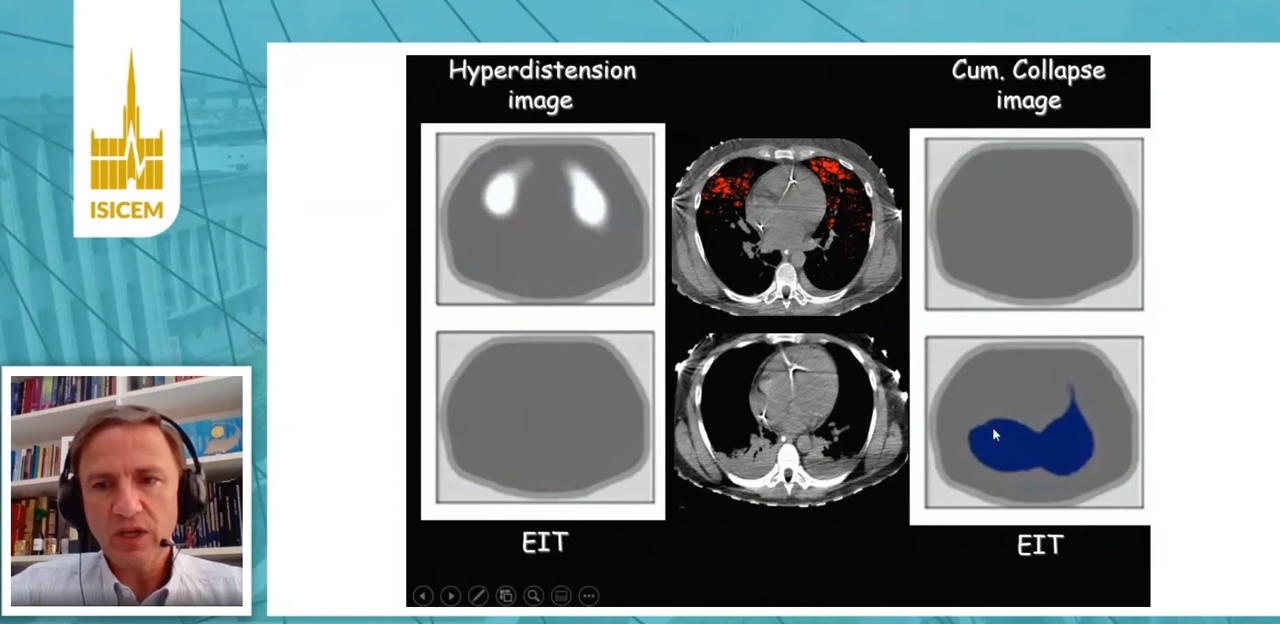 ISICEM
Hyperdistension
image
Cum. Collapse
image
EIT
EIT